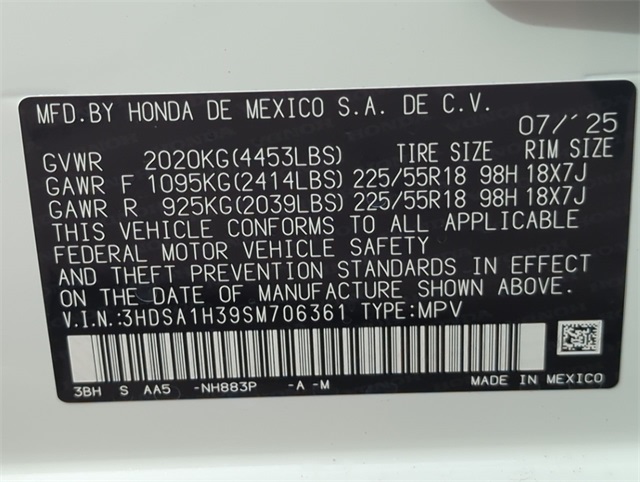 MFD.BY HONDA DE MEXICO S.A. DE C.V.
07/'25
GVWR 2020KG(4453LBS) TIRE SIZE RIM SIZE
GAWR F 1095KG(2414LBS) 225/55R18 98H 18X7J
GAWR R 925KG(2039LBS) 225/55R18 98H 18X7J
THIS VEHICLE CONFORMS TO ALL APPLICABLE
FEDERAL MOTOR VEHICLE SAFETY
AND THEFT PREVENTION STANDARDS IN EFFECT
ON THE DATE OF MANUFACTURE SHOWN ABOVE.
V.I.N.:3HDSA1H39SM706361 TYPE:MPV
3BH S AA5 -NH883P -A -M MADE IN MEXICO